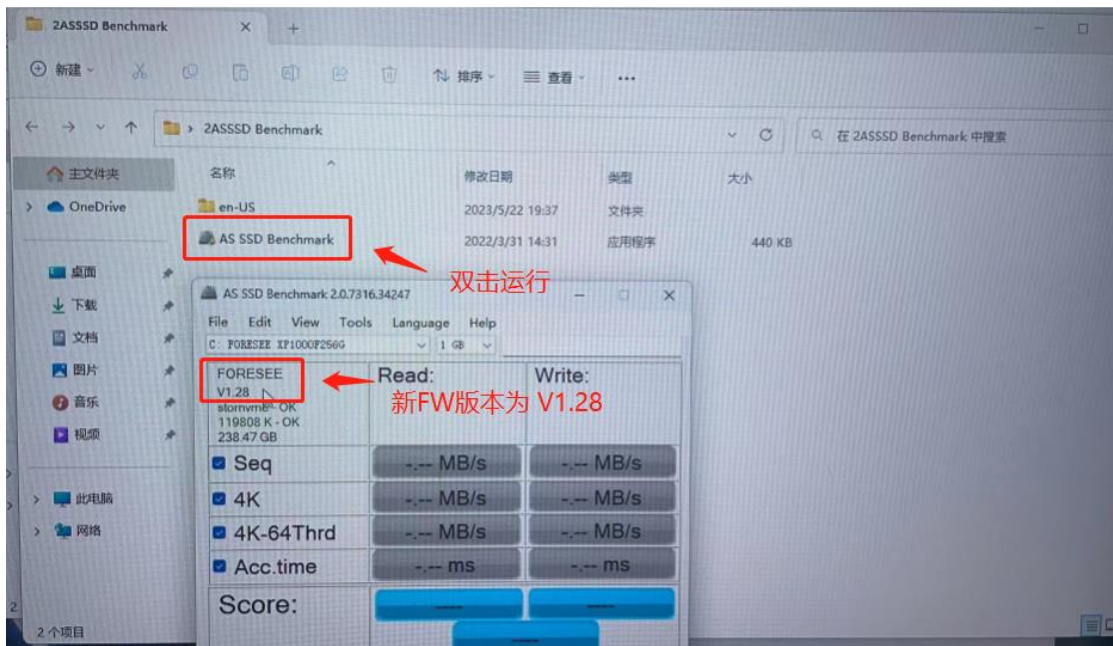 2ASSSD Benchmark
新建
排序
查看
2ASSSD Benchmark
在 2ASSSD Benchmark 中搜索
主文件夹
名称
修改日期
类型
大小
OneDrive
en-US
2023/5/22 19:37
文件夹
AS SSD Benchmark
2022/3/31 14:31
应用程序
440 KB
双击运行
桌面
下载
文档
图片
音乐
视频
此电脑
网络
AS SSD Benchmark 2.0.7316.34247
File Edit View Tools Language Help
C: FORESEE XP1000F256G
1 GB
FORESEE
V1.28
stornvme - OK
119808 K - OK
238.47 GB
Read:
Write:
新FW版本为 V1.28
Seq
-.-- MB/s
-.-- MB/s
4K
-.-- MB/s
-.-- MB/s
4K-64Thrd
-.-- MB/s
-.-- MB/s
Acc.time
-.-- ms
-.-- ms
Score:
----
----
----
2
2 个项目